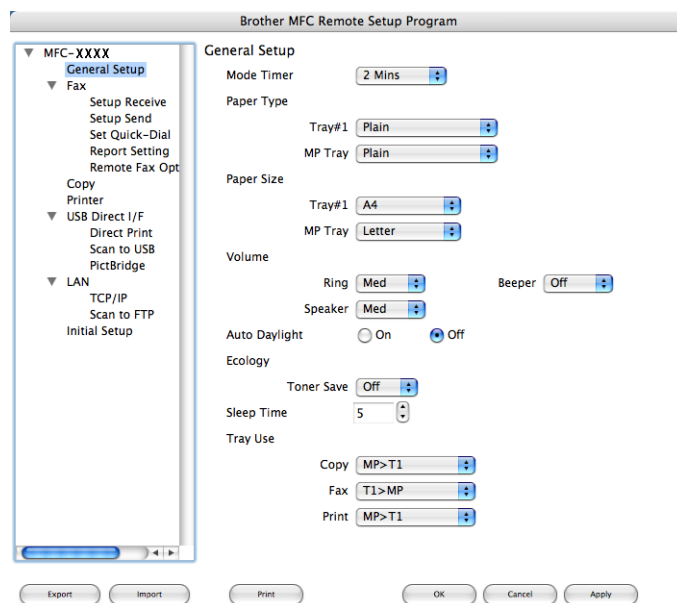 Brother MFC Remote Setup Program
MFC-XXXX
General Setup
Fax
Setup Receive
Setup Send
Set Quick-Dial
Report Setting
Remote Fax Opt
Copy
Printer
USB Direct I/F
Direct Print
Scan to USB
PictBridge
LAN
TCP/IP
Scan to FTP
Initial Setup
General Setup
Mode Timer 2 Mins
Paper Type
Tray#1 Plain
MP Tray Plain
Paper Size
Tray#1 A4
MP Tray Letter
Volume
Ring Med Beeper Off
Speaker Med
Auto Daylight On Off
Ecology
Toner Save Off
Sleep Time 5
Tray Use
Copy MP>T1
Fax T1>MP
Print MP>T1
Export Import Print OK Cancel Apply